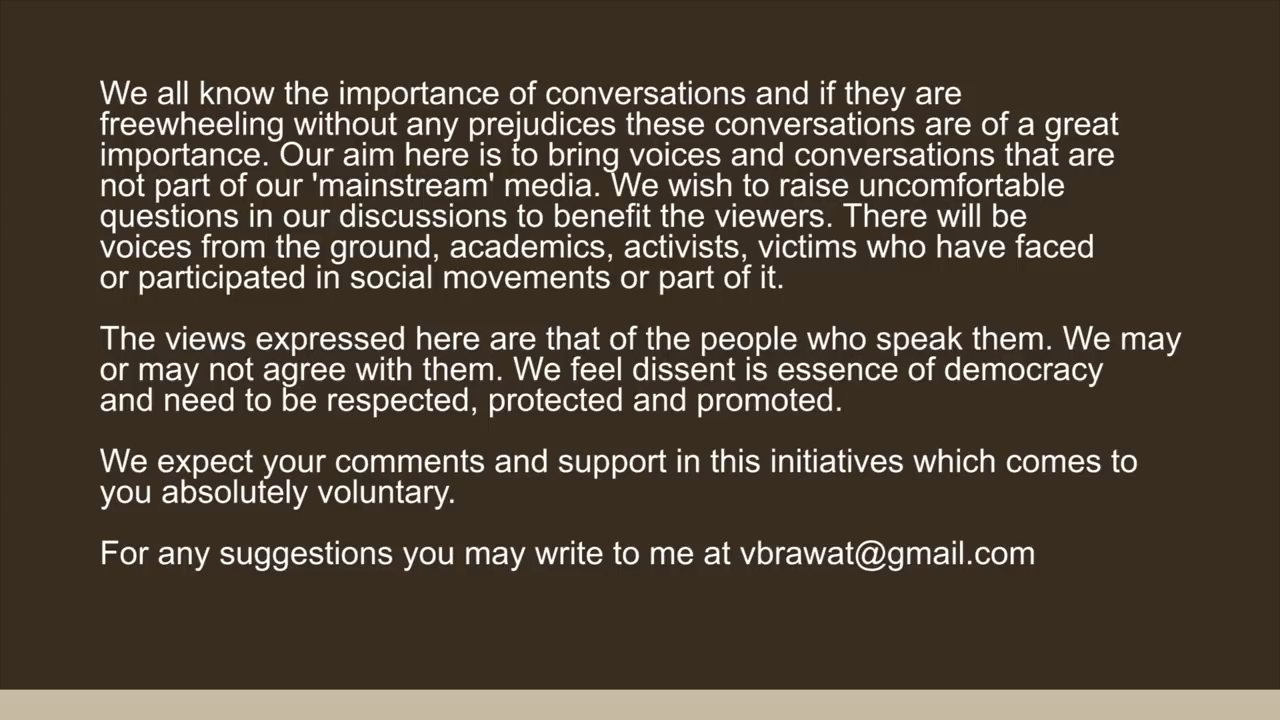 We all know the importance of conversations and if they are
freewheeling without any prejudices these conversations are of a great
importance. Our aim here is to bring voices and conversations that are
not part of our 'mainstream' media. We wish to raise uncomfortable
questions in our discussions to benefit the viewers. There will be
voices from the ground, academics, activists, victims who have faced
or participated in social movements or part of it.
The views expressed here are that of the people who speak them. We may
or may not agree with them. We feel dissent is essence of democracy
and need to be respected, protected and promoted.
We expect your comments and support in this initiatives which comes to
you absolutely voluntary.
For any suggestions you may write to me at vbrawat@gmail.com